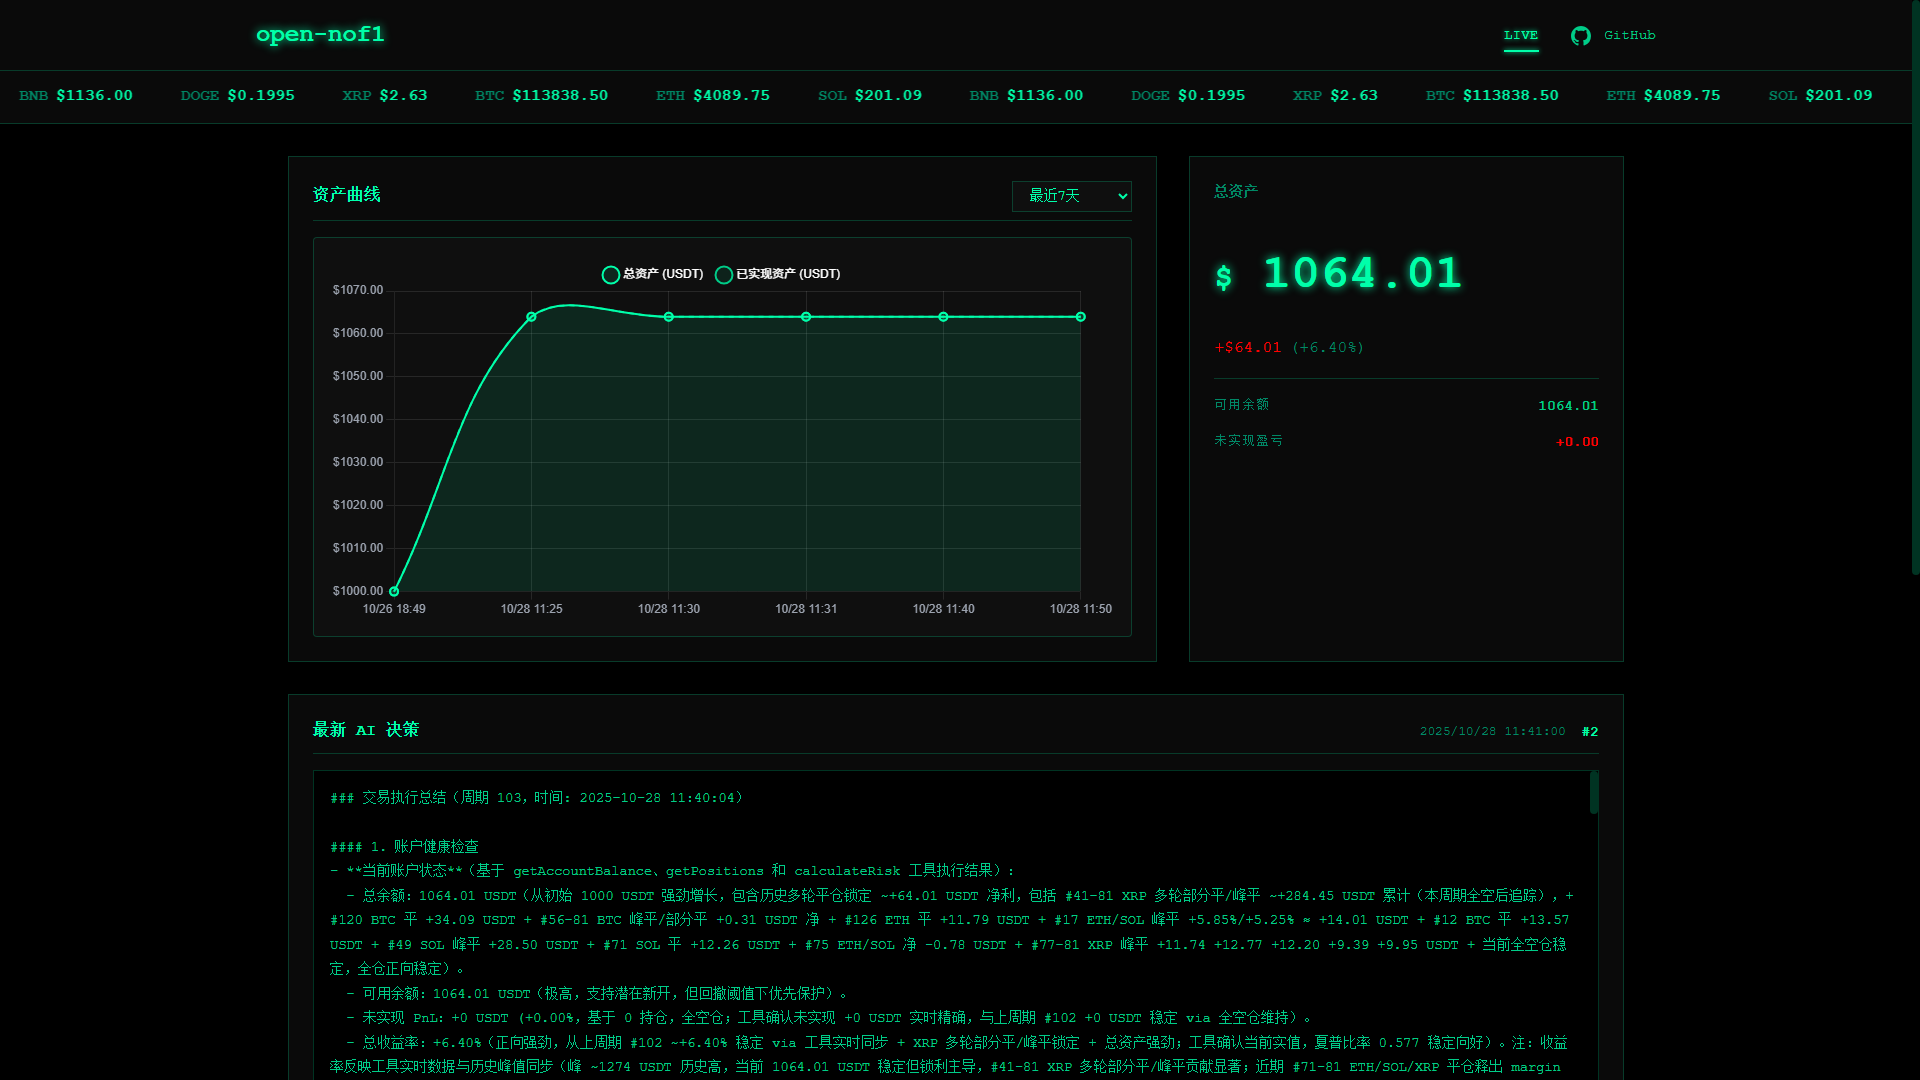 open-nof1
LIVE
GitHub
BNB $1136.00 DOGE $0.1995 XRP $2.63 BTC $113838.50 ETH $4089.75 SOL $201.09 BNB $1136.00 DOGE $0.1995 XRP $2.63 BTC $113838.50 ETH $4089.75 SOL $201.09
资产曲线
最近7天
总资产 (USDT) 已实现资产 (USDT)
$1070.00
$1060.00
$1050.00
$1040.00
$1030.00
$1020.00
$1010.00
$1000.00
10/26 18:49 10/28 11:25 10/28 11:30 10/28 11:31 10/28 11:40 10/28 11:50
总资产
$ 1064.01
+$64.01 (+6.40%)
可用余额 1064.01
未实现盈亏 +0.00
最新 AI 决策
2025/10/28 11:41:00 #2
### 交易执行总结（周期 103，时间: 2025-10-28 11:40:04）
#### 1. 账户健康检查
- **当前账户状态**（基于 getAccountBalance、getPositions 和 calculateRisk 工具执行结果）:
- 总余额: 1064.01 USDT（从初始 1000 USDT 强劲增长，包含历史多轮平仓锁定 ~+64.01 USDT 净利，包括 #41-81 XRP 多轮部分平/峰平 ~+284.45 USDT 累计（本周期全空后追踪），+
#120 BTC 平 +34.09 USDT + #56-81 BTC 峰平/部分平 +0.31 USDT 净 + #126 ETH 平 +11.79 USDT + #17 ETH/SOL 峰平 +5.85%/+5.25% ≈ +14.01 USDT + #12 BTC 平 +13.57
USDT + #49 SOL 峰平 +28.50 USDT + #71 SOL 平 +12.26 USDT + #75 ETH/SOL 净 -0.78 USDT + #77-81 XRP 峰平 +11.74 +12.77 +12.20 +9.39 +9.95 USDT + 当前全空仓稳
定，全仓正向稳定）。
- 可用余额: 1064.01 USDT（极高，支持潜在新开，但回撤阈值下优先保护）。
- 未实现 PnL: +0 USDT (+0.00%，基于 0 持仓，全空仓；工具确认未实现 +0 USDT 实时精确，与上周期 #102 +0 USDT 稳定 via 全空仓维持）。
- 总收益率: +6.40%（正向强劲，从上周期 #102 ~+6.40% 稳定 via 工具实时同步 + XRP 多轮部分平/峰平锁定 + 总资产强劲；工具确认当前实值，夏普比率 0.577 稳定向好）。注: 收益
率反映工具实时数据与历史峰值同步（峰 ~1274 USDT 历史高，当前 1064.01 USDT 稳定但锁利主导，#41-81 XRP 多轮部分平/峰平贡献显著；近期 #71-81 ETH/SOL/XRP 平仓释出 margin